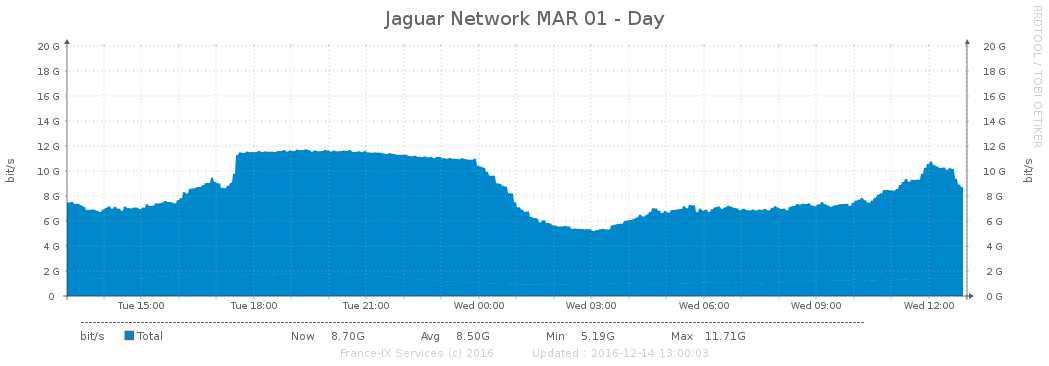 Jaguar Network MAR 01 - Day
RRDTOOL / TOBI OETIKER
bit/s
bit/s
20 G 20 G
18 G 18 G
16 G 16 G
14 G 14 G
12 G 12 G
10 G 10 G
8 G 8 G
6 G 6 G
4 G 4 G
2 G 2 G
0 0 G
Tue 15:00 Tue 18:00 Tue 21:00 Wed 00:00 Wed 03:00 Wed 06:00 Wed 09:00 Wed 12:00
bit/s Total Now 8.70G Avg 8.50G Min 5.19G Max 11.71G
France-IX Services (c) 2016 Updated : 2016-12-14 13:00:03